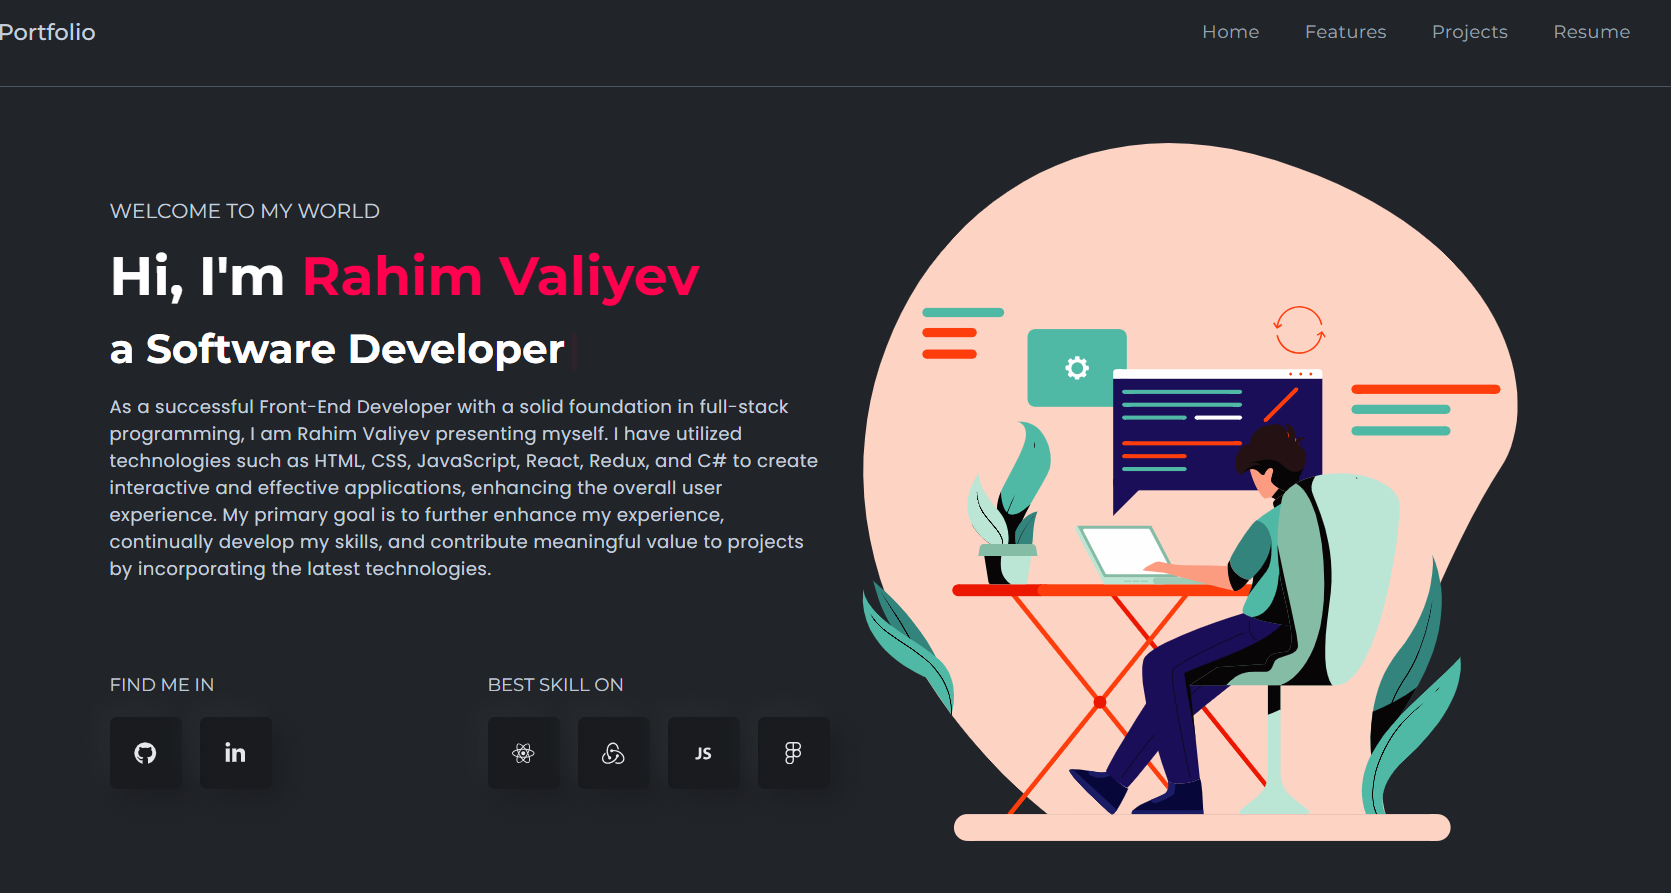 Portfolio
Home
Features
Projects
Resume
WELCOME TO MY WORLD
Hi, I'm Rahim Valiyev
a Software Developer
As a successful Front-End Developer with a solid foundation in full-stack
programming, I am Rahim Valiyev presenting myself. I have utilized
technologies such as HTML, CSS, JavaScript, React, Redux, and C# to create
interactive and effective applications, enhancing the overall user
experience. My primary goal is to further enhance my experience,
continually develop my skills, and contribute meaningful value to projects
by incorporating the latest technologies.
FIND ME IN
in
BEST SKILL ON
JS